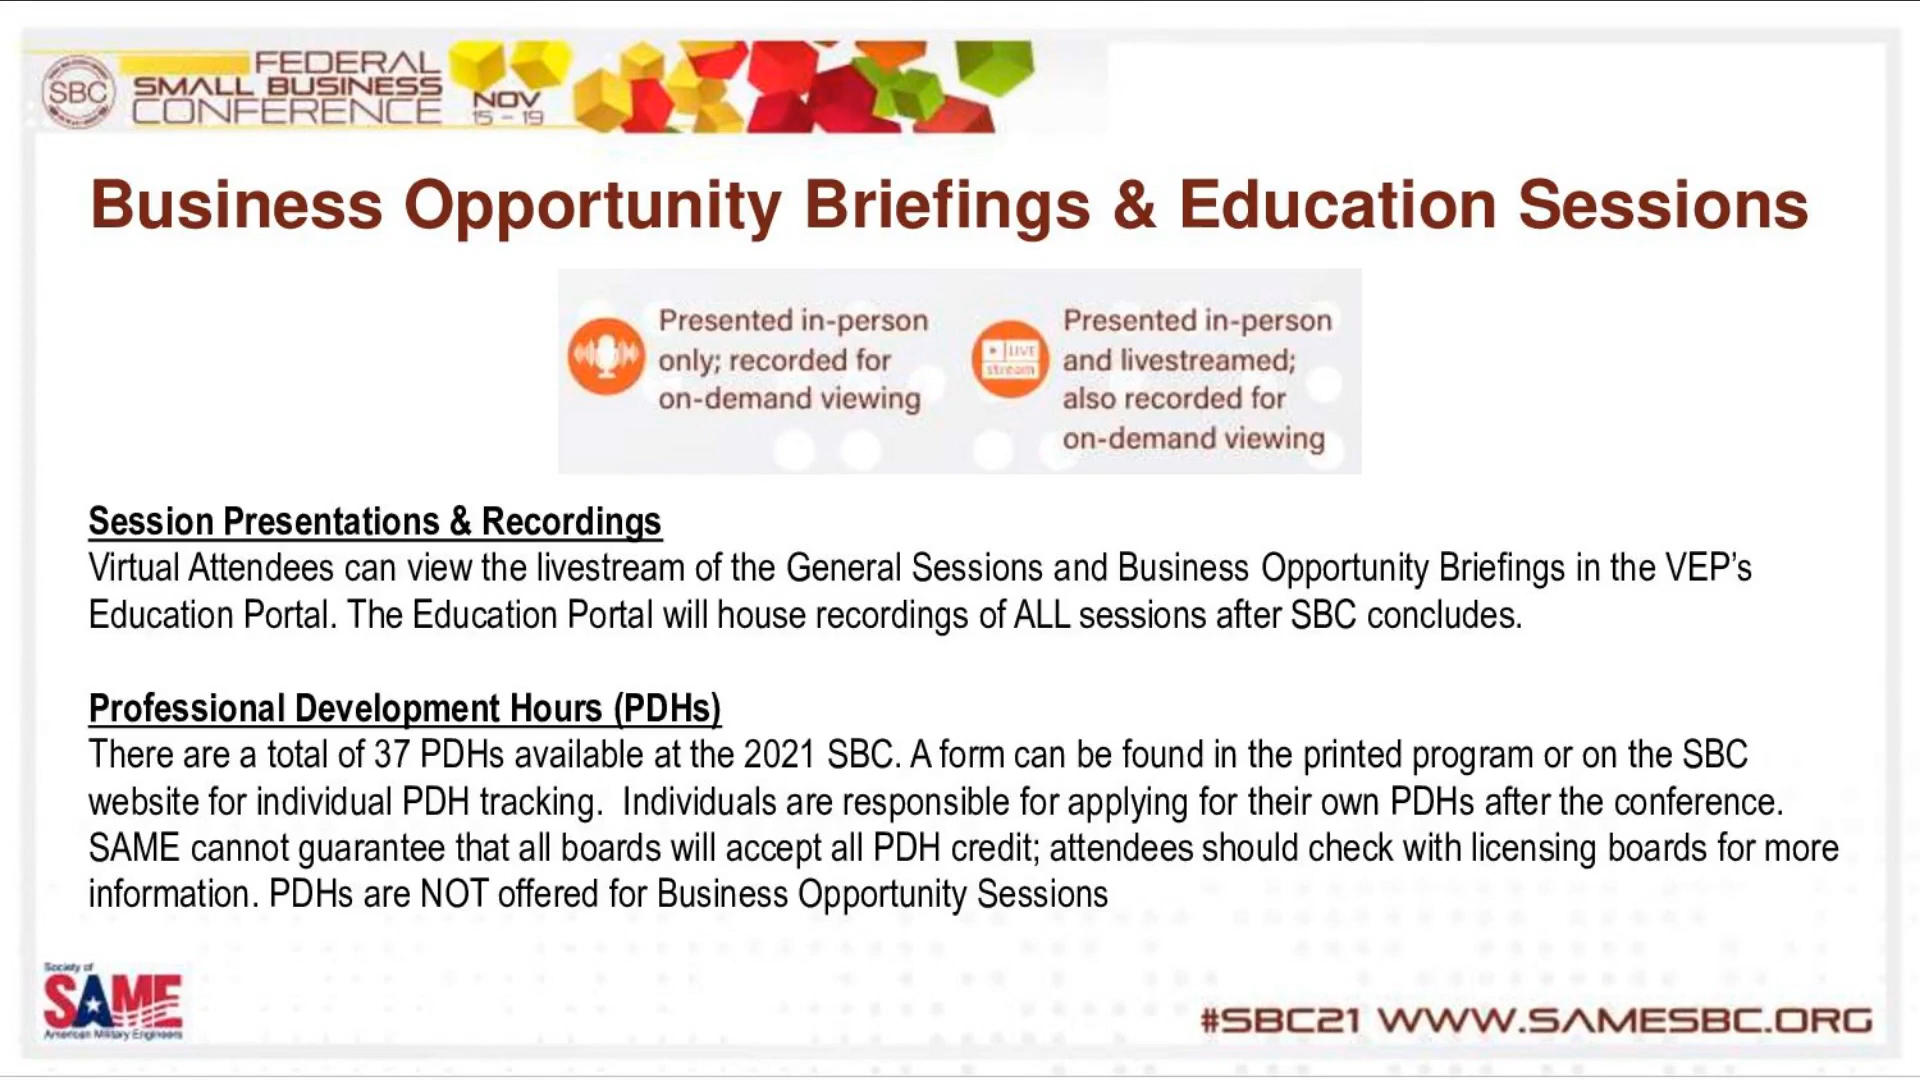 SBC
FEDERAL
SMALL BUSINESS
CONFERENCE
NOV
15 - 19
Business Opportunity Briefings & Education Sessions
Presented in-person
only; recorded for
on-demand viewing
LIVE
stream
Presented in-person
and livestreamed;
also recorded for
on-demand viewing
Session Presentations & Recordings
Virtual Attendees can view the livestream of the General Sessions and Business Opportunity Briefings in the VEP’s
Education Portal. The Education Portal will house recordings of ALL sessions after SBC concludes.
Professional Development Hours (PDHs)
There are a total of 37 PDHs available at the 2021 SBC. A form can be found in the printed program or on the SBC
website for individual PDH tracking.  Individuals are responsible for applying for their own PDHs after the conference.
SAME cannot guarantee that all boards will accept all PDH credit; attendees should check with licensing boards for more
information. PDHs are NOT offered for Business Opportunity Sessions
Society of
SAME
American Military Engineers
#SBC21 WWW.SAMESBC.ORG